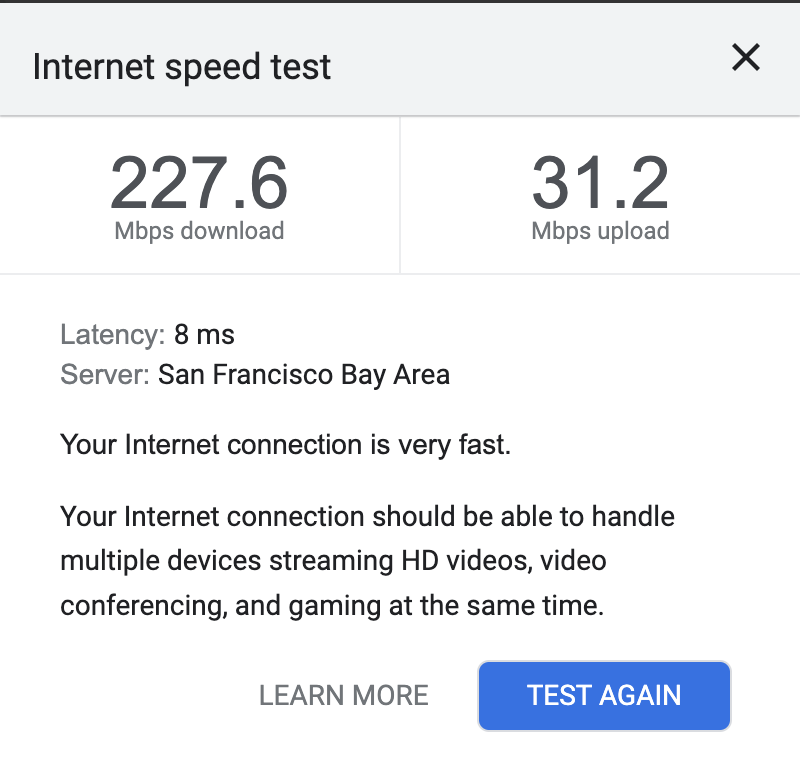 Internet speed test
227.6
Mbps download
31.2
Mbps upload
Latency: 8 ms
Server: San Francisco Bay Area
Your Internet connection is very fast.
Your Internet connection should be able to handle
multiple devices streaming HD videos, video
conferencing, and gaming at the same time.
LEARN MORE
TEST AGAIN